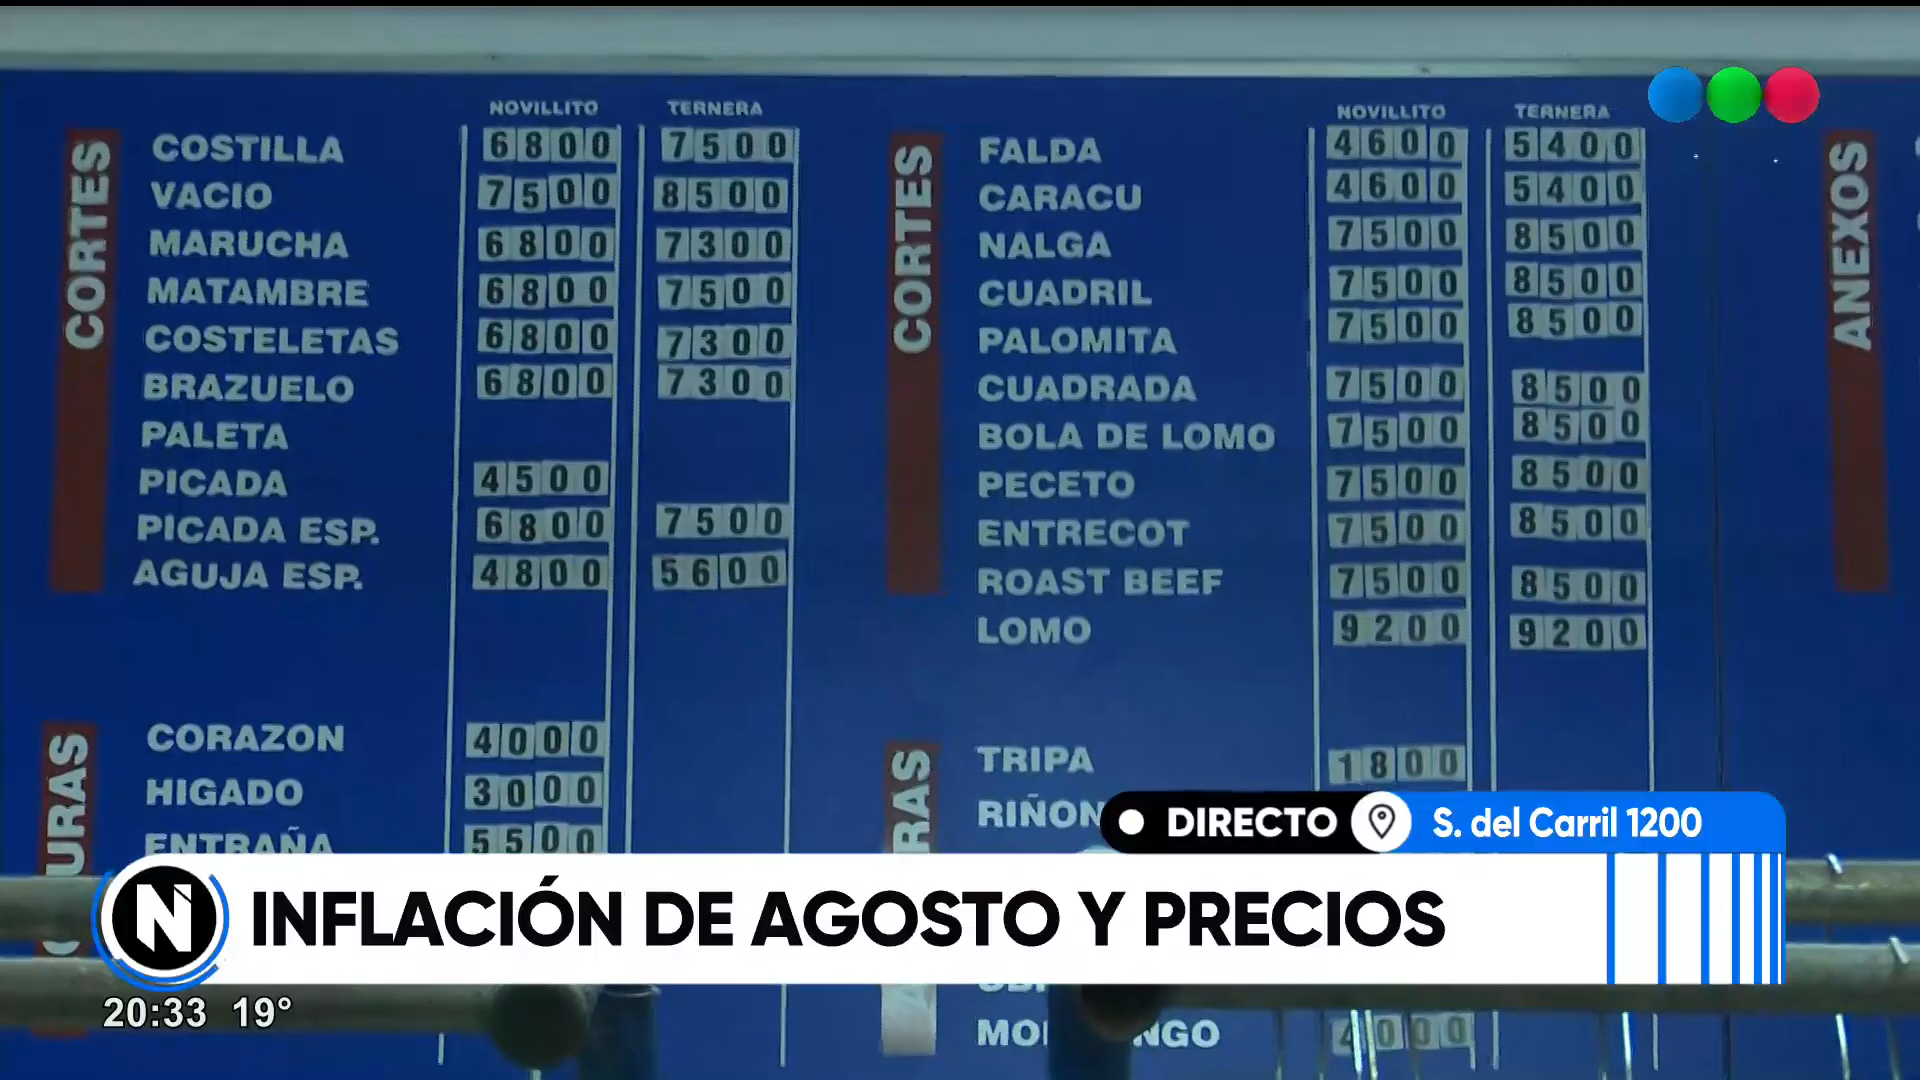 NOVILLITO TERNERA
CORTES
COSTILLA 6800 7500
VACIO 7500 8500
MARUCHA 6800 7300
MATAMBRE 6800 7500
COSTELETAS 6800 7300
BRAZUELO 6800 7300
PALETA
PICADA 4500
PICADA ESP. 6800 7500
AGUJA ESP. 4800 5600
CORAZON 4000
HIGADO 3000
ENTRAÑA 5500
NOVILLITO TERNERA
CORTES
FALDA 4600 5400
CARACU 4600 5400
NALGA 7500 8500
CUADRIL 7500 8500
PALOMITA 7500 8500
CUADRADA 7500 8500
BOLA DE LOMO 7500 8500
PECETO 7500 8500
ENTRECOT 7500 8500
ROAST BEEF 7500 8500
LOMO 9200 9200
TRIPA 1800
RIÑON
4000
ANEXOS
DIRECTO S. del Carril 1200
N INFLACIÓN DE AGOSTO Y PRECIOS
20:33 19°